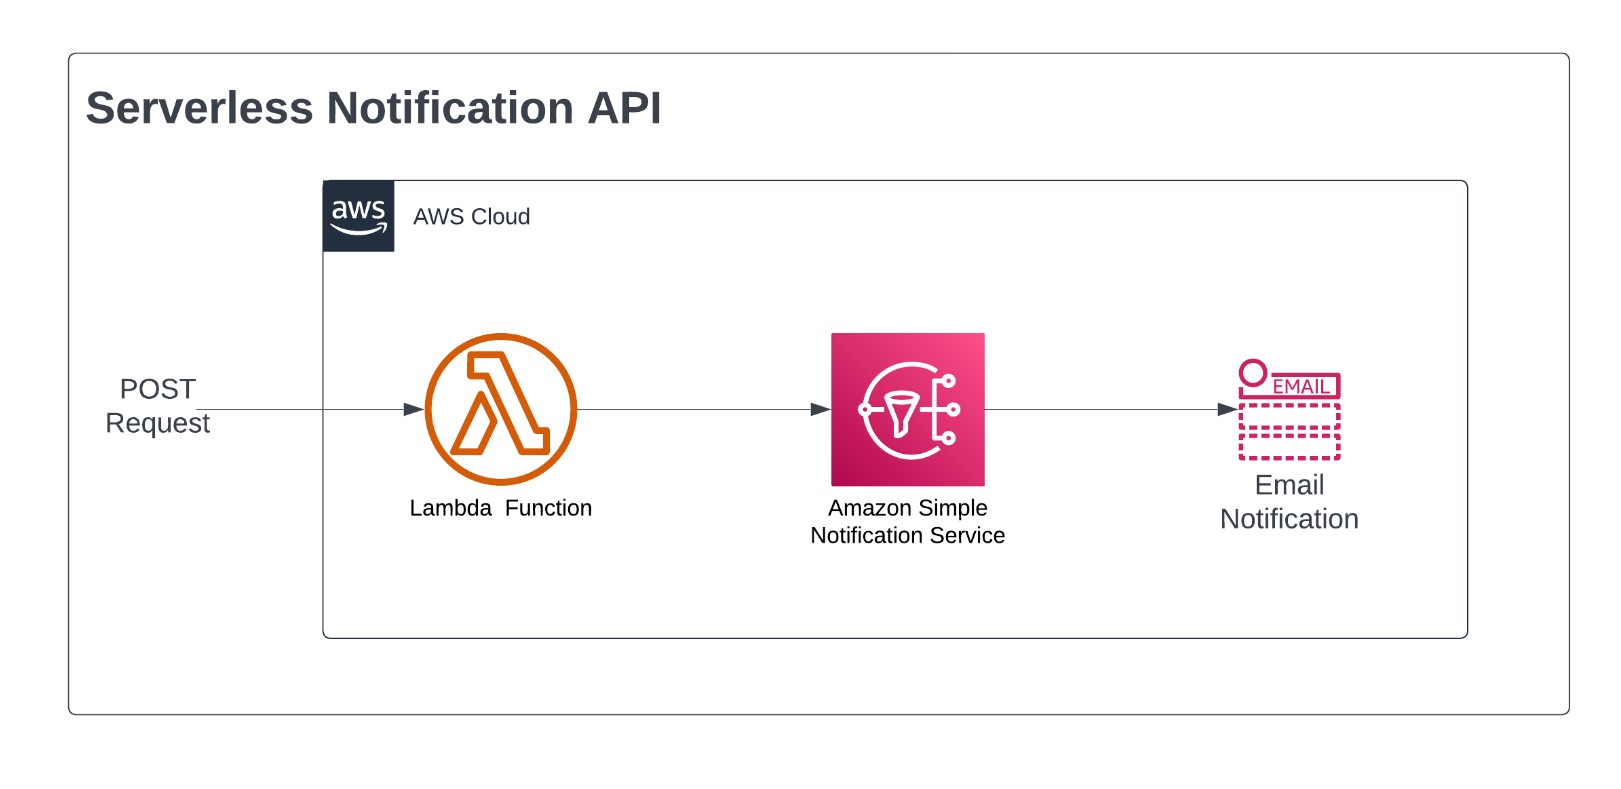 Serverless Notification API
aws
AWS Cloud
POST
Request
EMAIL
Lambda  Function
Amazon Simple
Notification Service
Email
Notification